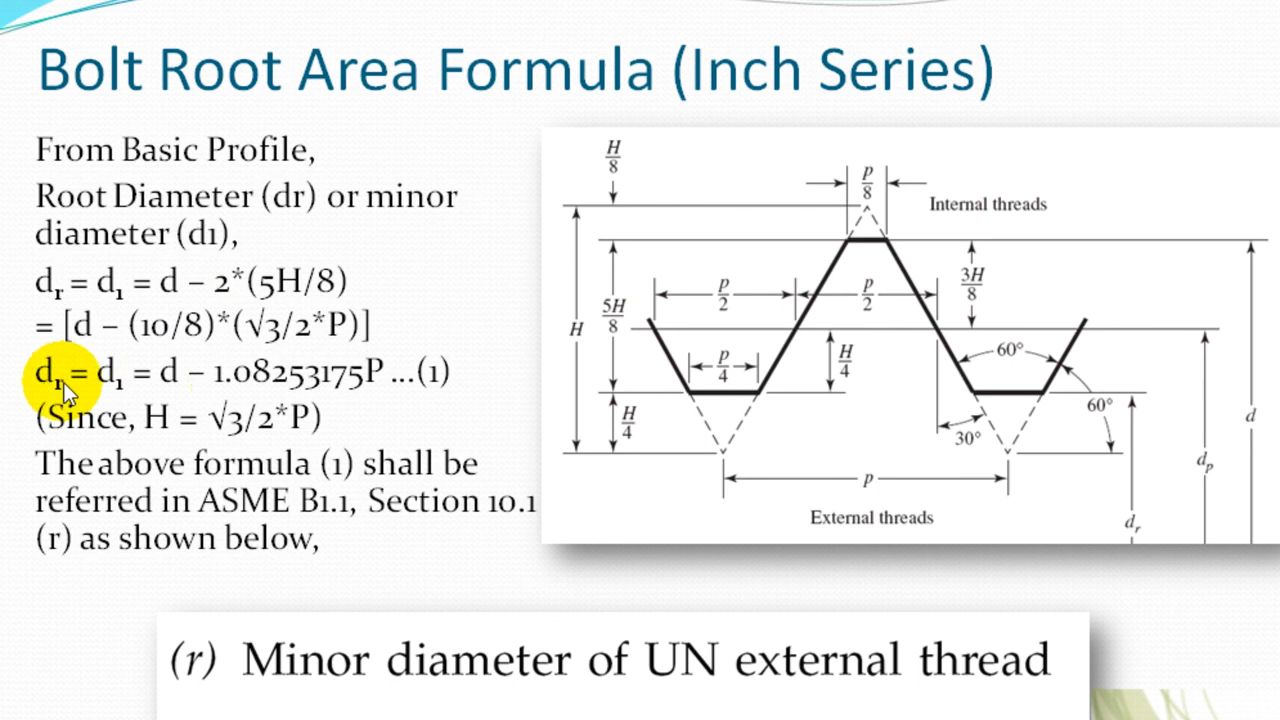 Bolt Root Area Formula (Inch Series)
From Basic Profile,
Root Diameter (dr) or minor
diameter (d1),
dr = d1 = d – 2*(5H/8)
= [d – (10/8)*(√3/2*P)]
dr = d1 = d – 1.08253175P ...(1)
(Since, H = √3/2*P)
The above formula (1) shall be
referred in ASME B1.1, Section 10.1
(r) as shown below,
H/8
p/8
Internal threads
3H/8
p/2
p/2
5H/8
H
H/4
p/4
60°
60°
H/4
30°
d
dp
p
External threads
dr
(r) Minor diameter of UN external thread